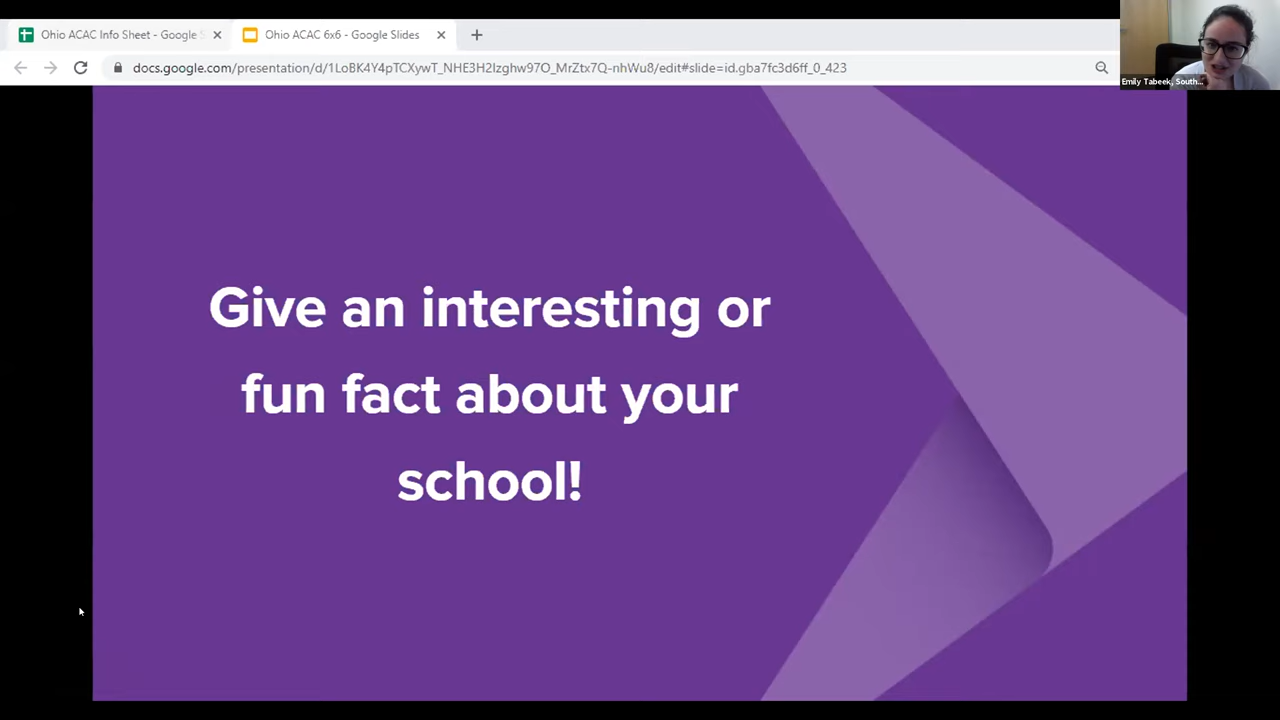 Ohio ACAC Info Sheet - Google S
Ohio ACAC 6x6 - Google Slides
docs.google.com/presentation/d/1LoBK4Y4pTCXywT_NHE3H2Izghw97O_MrZtx7Q-nhWu8/edit#slide=id.gba7fc3d6ff_0_423
Emily Tabeek, South...
Give an interesting or
fun fact about your
school!